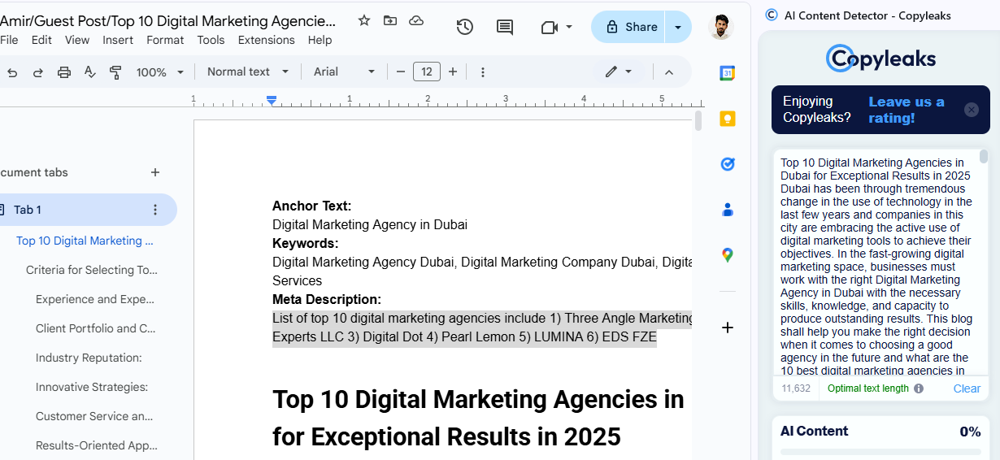 Amir/Guest Post/Top 10 Digital Marketing Agencie...
File Edit View Insert Format Tools Extensions Help
Share
100% Normal text Arial 12
1 1 2 3 4 5
cument tabs
Tab 1
Top 10 Digital Marketing ...
Criteria for Selecting To...
Experience and Expe...
Client Portfolio and C...
Industry Reputation:
Innovative Strategies:
Customer Service an...
Results-Oriented App...
Anchor Text:
Digital Marketing Agency in Dubai
Keywords:
Digital Marketing Agency Dubai, Digital Marketing Company Dubai, Digita
Services
Meta Description:
List of top 10 digital marketing agencies include 1) Three Angle Marketing
Experts LLC 3) Digital Dot 4) Pearl Lemon 5) LUMINA 6) EDS FZE
Top 10 Digital Marketing Agencies in
for Exceptional Results in 2025
31
AI Content Detector - Copyleaks
Copyleaks
Enjoying
Copyleaks?
Leave us a
rating!
Top 10 Digital Marketing Agencies in
Dubai for Exceptional Results in 2025
Dubai has been through tremendous
change in the use of technology in the
last few years and companies in this
city are embracing the active use of
digital marketing tools to achieve their
objectives. In the fast-growing digital
marketing space, businesses must
work with the right Digital Marketing
Agency in Dubai with the necessary
skills, knowledge, and capacity to
produce outstanding results. This blog
shall help you make the right decision
when it comes to choosing a good
agency in the future and what are the
10 best digital marketing agencies in
11,632 Optimal text length Clear
AI Content 0%